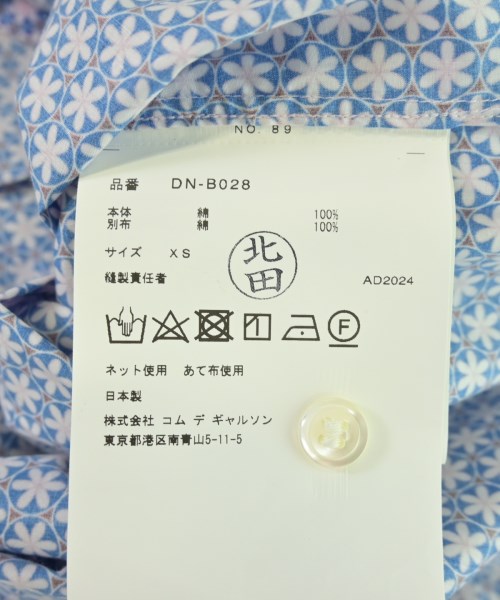 NO. 89
品番 DN-B028
本体 綿 100%
別布 綿 100%
サイズ XS
縫製責任者
北田
AD2024
F
ネット使用 あて布使用
日本製
株式会社 コム デ ギャルソン
東京都港区南青山5-11-5